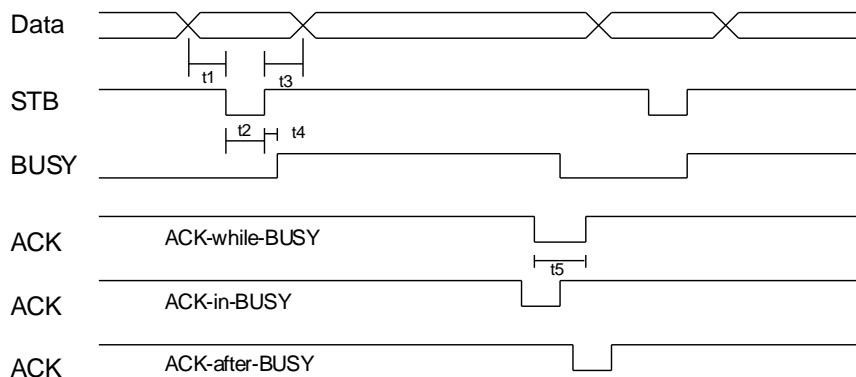 Data
t1 t3
STB
t2 t4
BUSY
ACK ACK-while-BUSY
t5
ACK ACK-in-BUSY
ACK ACK-after-BUSY